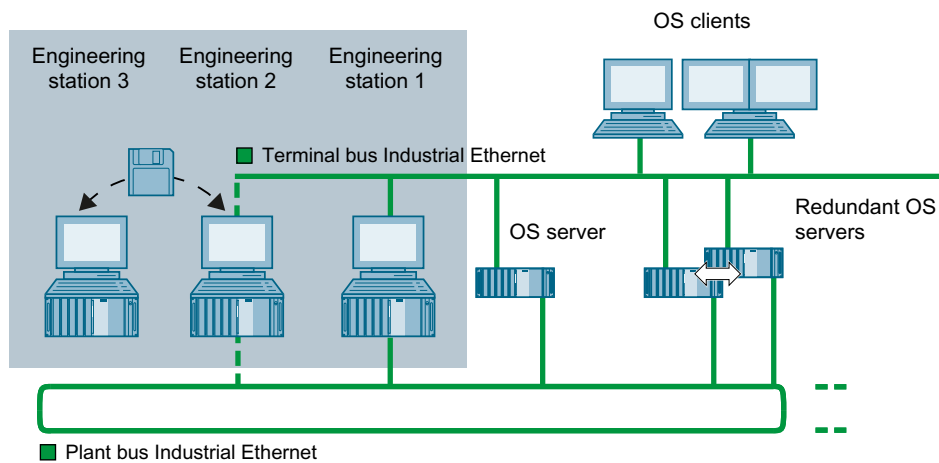 OS clients
Engineering
station 3
Engineering
station 2
Engineering
station 1
Terminal bus Industrial Ethernet
OS server
Redundant OS
servers
Plant bus Industrial Ethernet